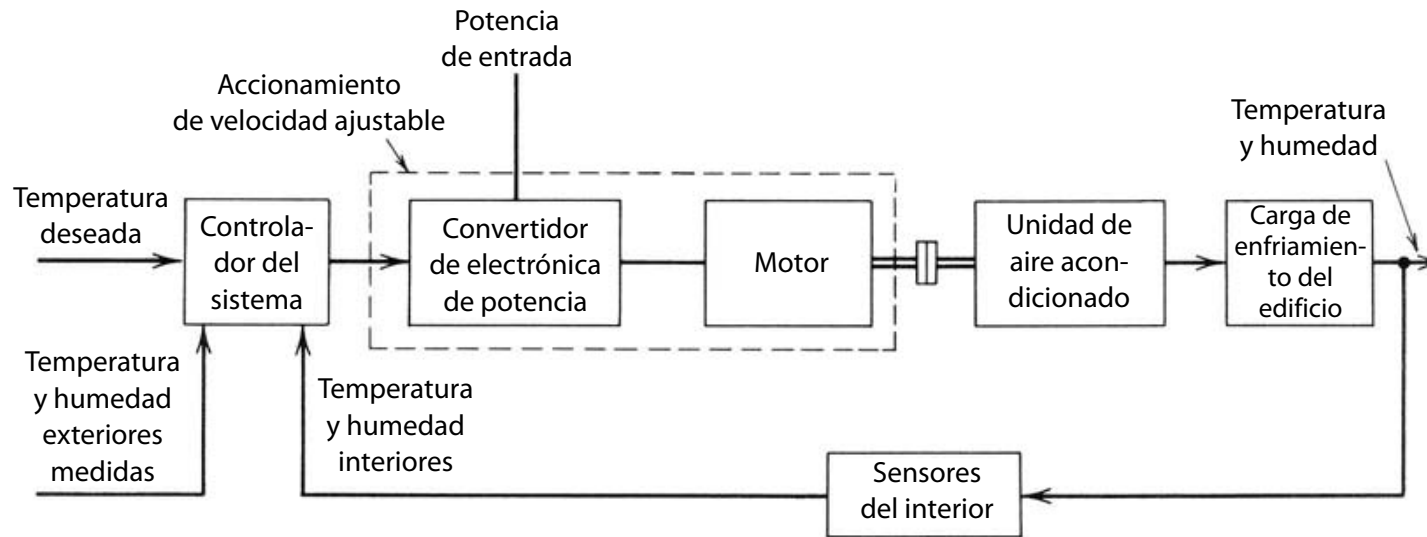 Potencia
de entrada
Accionamiento
de velocidad ajustable
Temperatura
y humedad
Temperatura
deseada
Controla-
dor del
sistema
Convertidor
de electrónica
de potencia
Motor
Unidad de
aire acon-
dicionado
Carga de
enfriamien-
to del
edificio
Temperatura
y humedad
exteriores
medidas
Temperatura
y humedad
interiores
Sensores
del interior